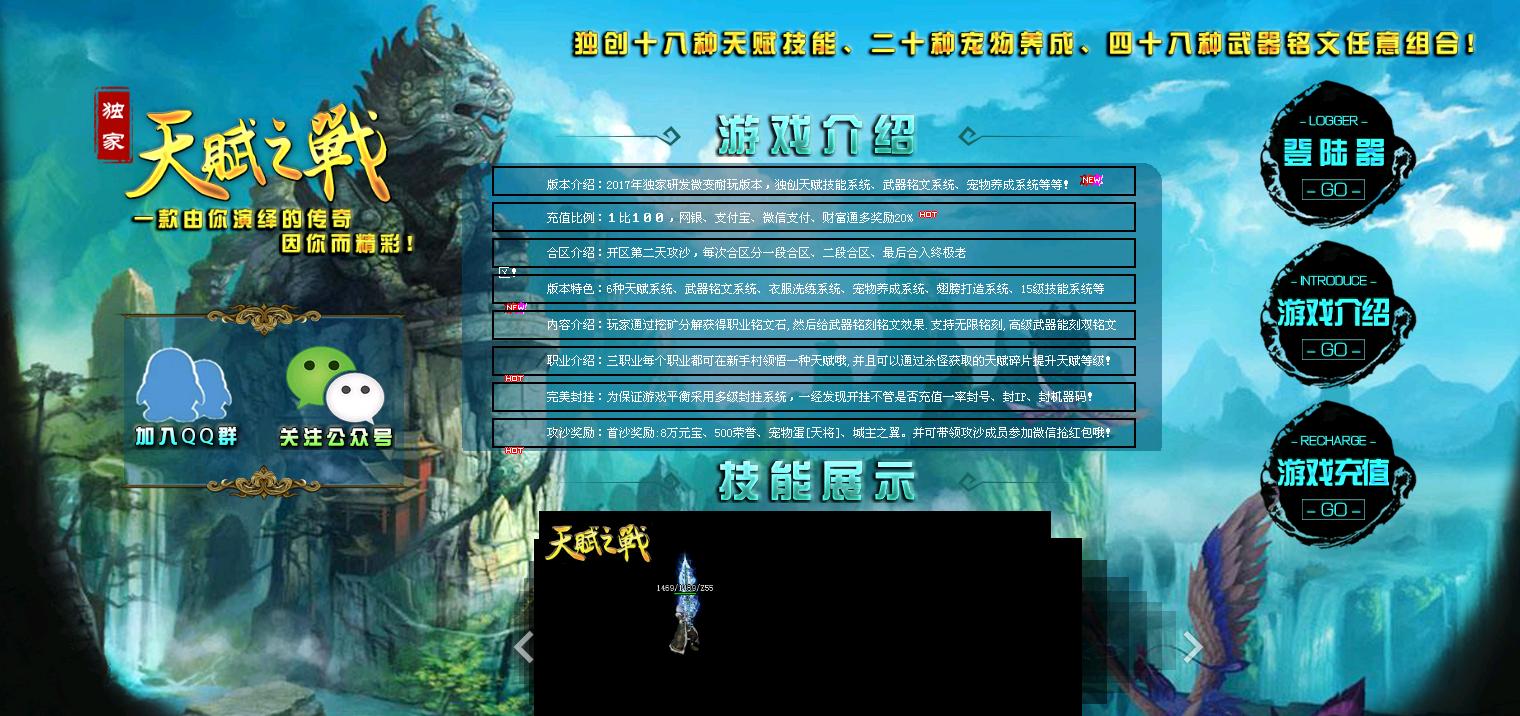 独创十八种天赋技能、二十种宠物养成、四十八种武器铭文任意组合！
独家
天赋之戰
一款由你演绎的传奇
因你而精彩！
加入QQ群
关注公众号
游戏介绍
版本介绍：2017年独家研发微变耐玩版本，独创天赋技能系统、武器铭文系统、宠物养成系统等等！ NEW
充值比例：1比100，网银、支付宝、微信支付、财富通多奖励20% HOT
合区介绍：开区第二天攻沙，每次合区分一段合区、二段合区、最后合入终极老
区！
版本特色：6种天赋系统、武器铭文系统、衣服洗练系统、宠物养成系统、翅膀打造系统、15级技能系统等
NEW
内容介绍：玩家通过挖矿分解获得职业铭文石,然后给武器铭刻铭文效果.支持无限铭刻,高级武器能刻双铭文
职业介绍：三职业每个职业都可在新手村领悟一种天赋哦,并且可以通过杀怪获取的天赋碎片提升天赋等级！
HOT
完美封挂：为保证游戏平衡采用多级封挂系统，一经发现开挂不管是否充值一率封号、封IP、封机器码！
攻沙奖励：首沙奖励:8万元宝、500荣誉、宠物蛋[天将]、城主之翼。并可带领攻沙成员参加微信抢红包哦！
HOT
技能展示
天赋之戰
1469/1469/Z55
LOGGER
登陆器
GO
INTRODUCE
游戏介绍
GO
RECHARGE
游戏充值
GO